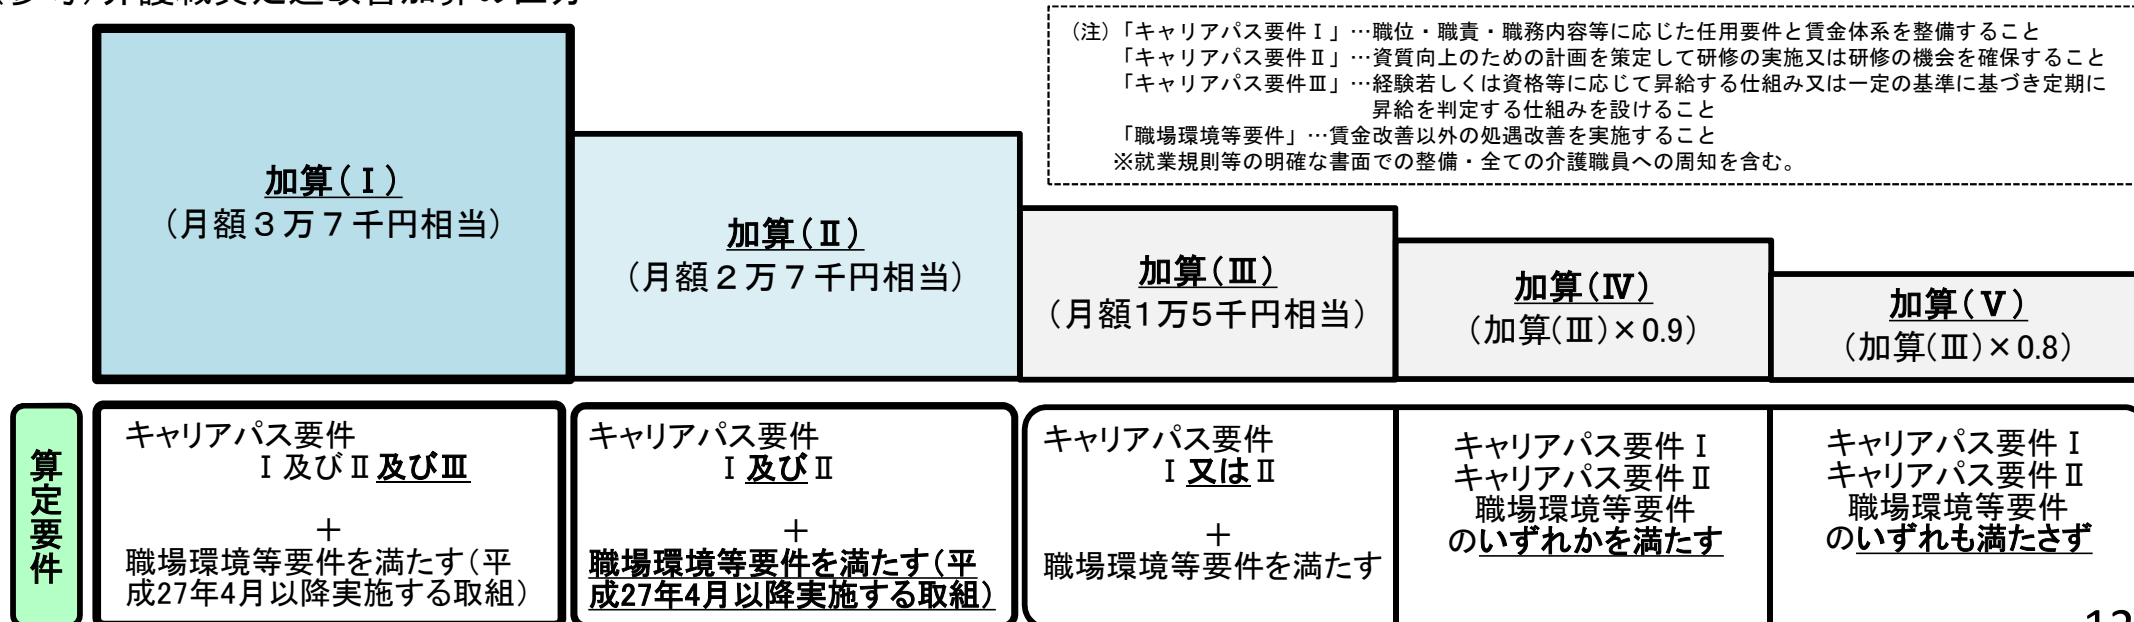 (注)「キャリアパス要件Ⅰ」…職位・職責・職務内容等に応じた任用要件と賃金体系を整備すること
「キャリアパス要件Ⅱ」…資質向上のための計画を策定して研修の実施又は研修の機会を確保すること
「キャリアパス要件Ⅲ」…経験若しくは資格等に応じて昇給する仕組み又は一定の基準に基づき定期に
昇給を判定する仕組みを設けること
「職場環境等要件」…賃金改善以外の処遇改善を実施すること
※就業規則等の明確な書面での整備・全ての介護職員への周知を含む。
加算(Ⅰ)
(月額3万7千円相当)
加算(Ⅱ)
(月額2万7千円相当)
加算(Ⅲ)
(月額1万5千円相当)
加算(Ⅳ)
(加算(Ⅲ)×0.9)
加算(Ⅴ)
(加算(Ⅲ)×0.8)
算定要件
キャリアパス要件
Ⅰ及びⅡ及びⅢ
+
職場環境等要件を満たす(平
成27年4月以降実施する取組)
キャリアパス要件
Ⅰ及びⅡ
+
職場環境等要件を満たす(平
成27年4月以降実施する取組)
キャリアパス要件
Ⅰ又はⅡ
+
職場環境等要件を満たす
キャリアパス要件Ⅰ
キャリアパス要件Ⅱ
職場環境等要件
のいずれかを満たす
キャリアパス要件Ⅰ
キャリアパス要件Ⅱ
職場環境等要件
のいずれも満たさず